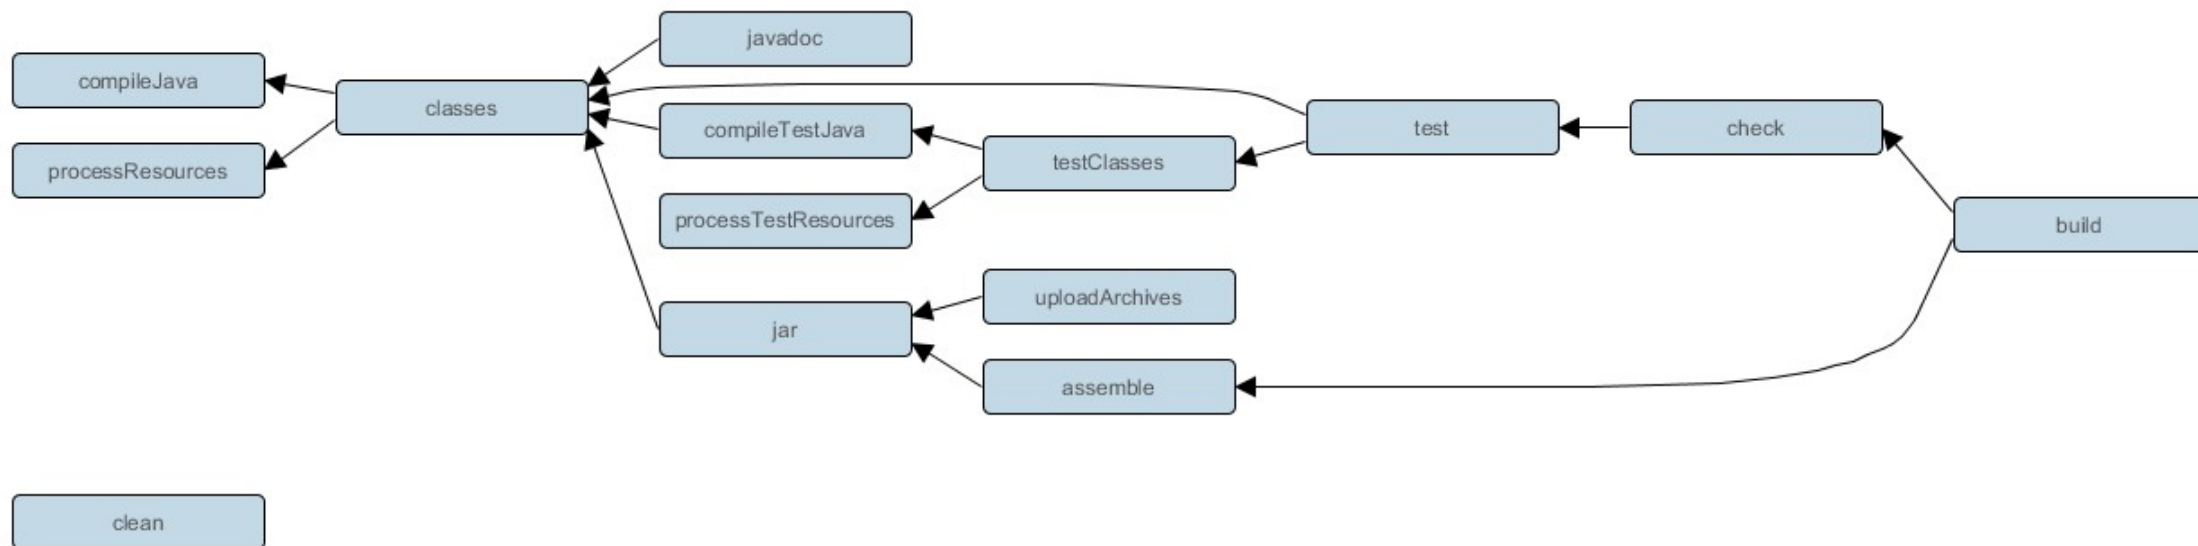 javadoc
compileJava
classes
compileTestJava
test
check
processResources
testClasses
processTestResources
build
uploadArchives
jar
assemble
clean